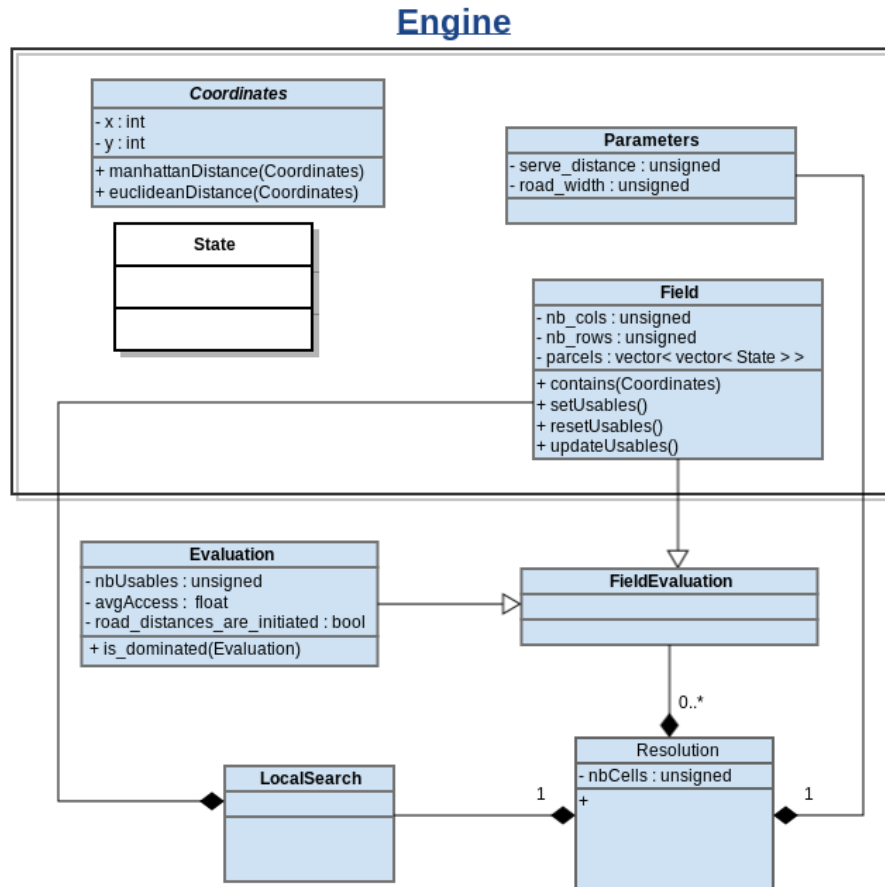 Engine
Coordinates
- x : int
- y : int
+ manhattanDistance(Coordinates)
+ euclideanDistance(Coordinates)
Parameters
- serve_distance : unsigned
- road_width : unsigned
State
Field
- nb_cols : unsigned
- nb_rows : unsigned
- parcels : vector< vector< State > >
+ contains(Coordinates)
+ setUsables()
+ resetUsables()
+ updateUsables()
Evaluation
- nbUsables : unsigned
- avgAccess : float
- road_distances_are_initiated : bool
+ is_dominated(Evaluation)
FieldEvaluation
0..*
Resolution
- nbCells : unsigned
+
LocalSearch
1
1